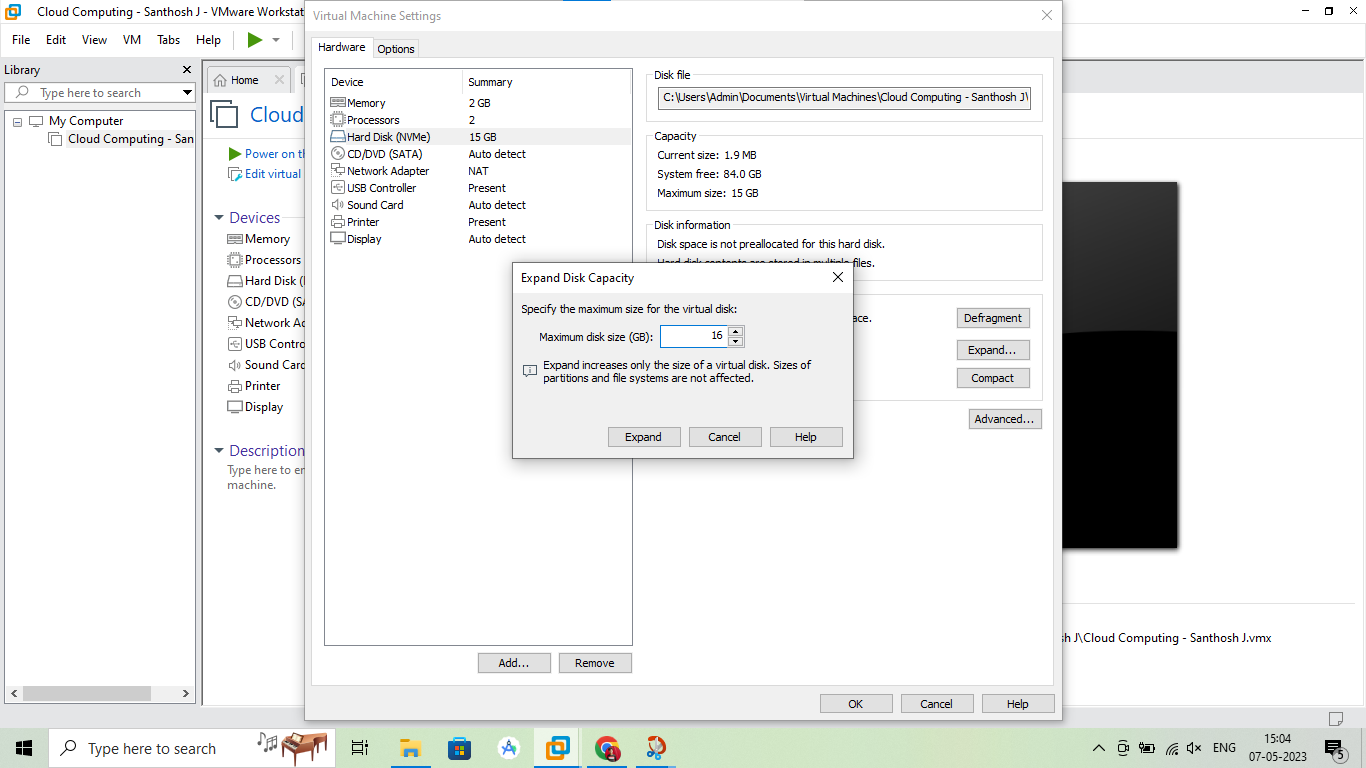 Cloud Computing - Santhosh J - VMware Workstat
File Edit View VM Tabs Help
Library
Type here to search
My Computer
Cloud Computing - San
Home
Cloud
Power on th
Edit virtual
Devices
Memory
Processors
Hard Disk (
CD/DVD (SA
Network Ad
USB Contro
Sound Card
Printer
Display
Description
Type here to en
machine.
Virtual Machine Settings
Hardware Options
Device Summary
Memory 2 GB
Processors 2
Hard Disk (NVMe) 15 GB
CD/DVD (SATA) Auto detect
Network Adapter NAT
USB Controller Present
Sound Card Auto detect
Printer Present
Display Auto detect
Add... Remove
Disk file
C:\Users\Admin\Documents\Virtual Machines\Cloud Computing - Santhosh J\
Capacity
Current size: 1.9 MB
System free: 84.0 GB
Maximum size: 15 GB
Disk information
Disk space is not preallocated for this hard disk.
Hard disk contents are stored in multiple files.
ace.
Defragment
Expand...
Compact
Advanced...
Expand Disk Capacity
Specify the maximum size for the virtual disk:
Maximum disk size (GB): 16
Expand increases only the size of a virtual disk. Sizes of
partitions and file systems are not affected.
Expand Cancel Help
OK Cancel Help
sh J\Cloud Computing - Santhosh J.vmx
Type here to search
ENG
15:04
07-05-2023
5